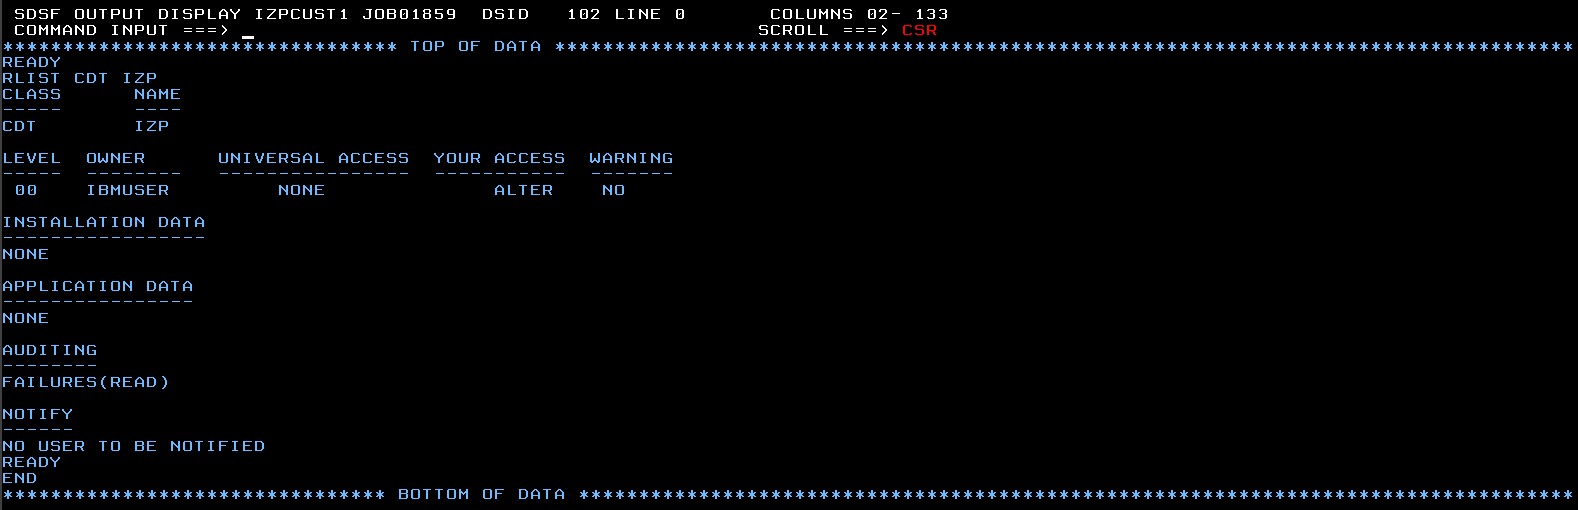 SDSF OUTPUT DISPLAY IZPCUST1 JOB01859  DSID   102 LINE 0       COLUMNS 02- 133
COMMAND INPUT ===> _                                           SCROLL ===> CSR
********************************* TOP OF DATA *************************************************************************************
READY
RLIST CDT IZP
CLASS      NAME
-----      ----
CDT        IZP
LEVEL  OWNER      UNIVERSAL ACCESS  YOUR ACCESS  WARNING
-----  --------   ----------------  -----------  -------
 00    IBMUSER         NONE              ALTER    NO
INSTALLATION DATA
-----------------
NONE
APPLICATION DATA
----------------
NONE
AUDITING
--------
FAILURES(READ)
NOTIFY
------
NO USER TO BE NOTIFIED
READY
END
******************************** BOTTOM OF DATA ***********************************************************************************